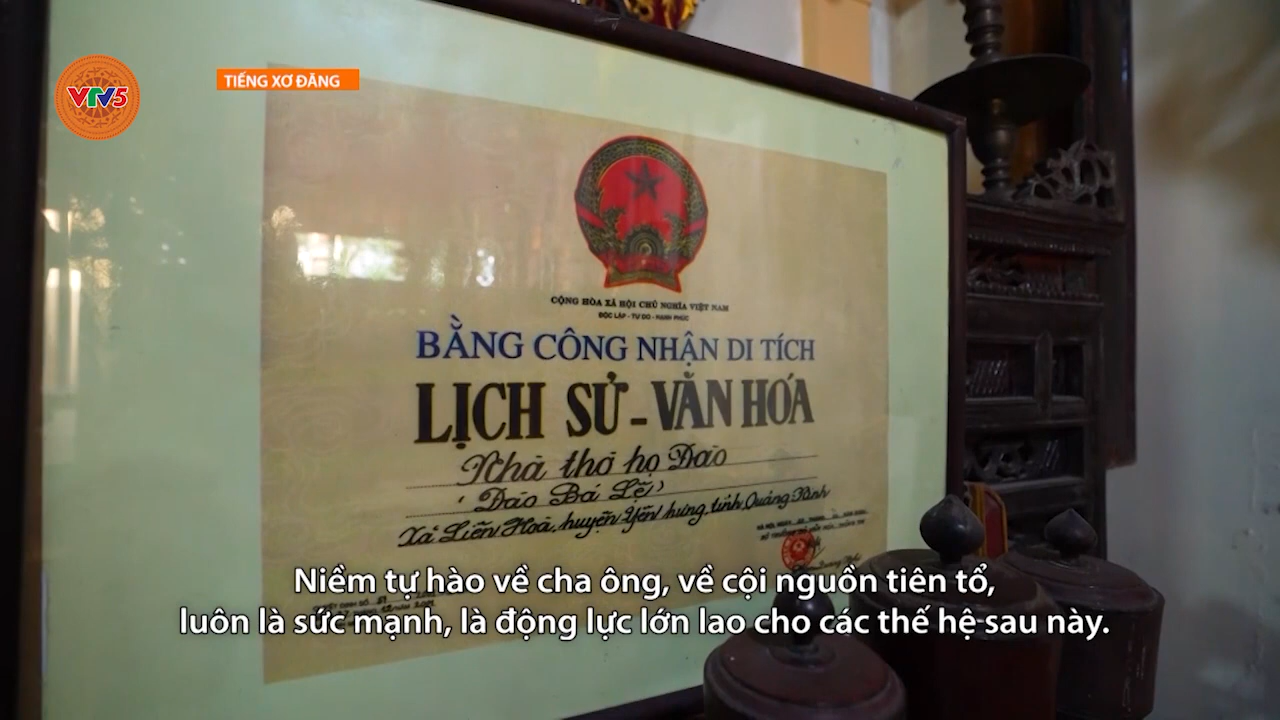 VTV5
TIẾNG XƠ ĐĂNG
CỘNG HÒA XÃ HỘI CHỦ NGHĨA VIỆT NAM
ĐỘC LẬP - TỰ DO - HẠNH PHÚC
BẰNG CÔNG NHẬN DI TÍCH
LỊCH SỬ - VĂN HÓA
Nhà thờ họ Đào
(Đào Bá Lệ)
Xã Liên Hoà, huyện Yên hưng, tỉnh Quảng Ninh
Niềm tự hào về cha ông, về cội nguồn tiên tổ,
luôn là sức mạnh, là động lực lớn lao cho các thế hệ sau này.